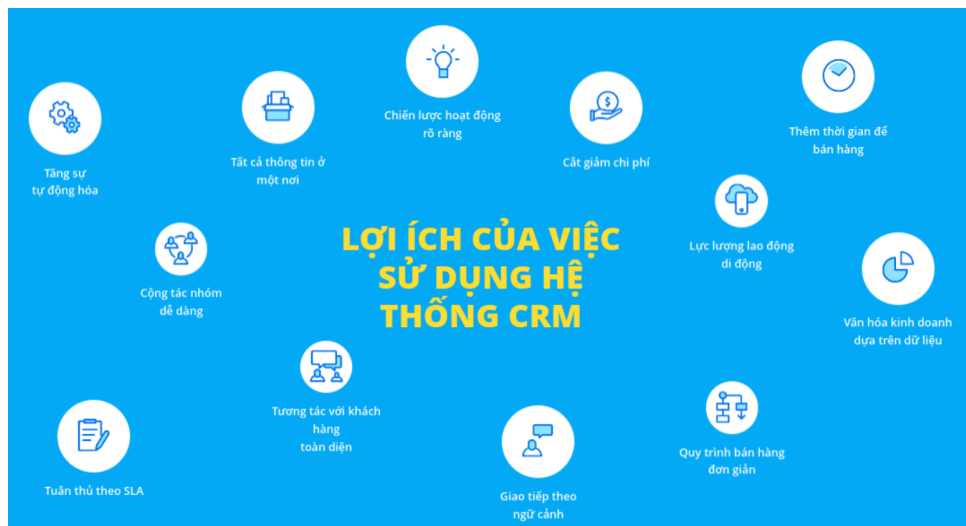 Chiến lược hoạt động
rõ ràng
Thêm thời gian để
bán hàng
Tất cả thông tin ở
một nơi
Cắt giảm chi phí
Tăng sự
tự động hóa
Lực lượng lao động
di động
LỢI ÍCH CỦA VIỆC
SỬ DỤNG HỆ
THỐNG CRM
Cộng tác nhóm
dễ dàng
Văn hóa kinh doanh
dựa trên dữ liệu
Tương tác với khách
hàng
toàn diện
Quy trình bán hàng
đơn giản
Tuân thủ theo SLA
Giao tiếp theo
ngữ cảnh